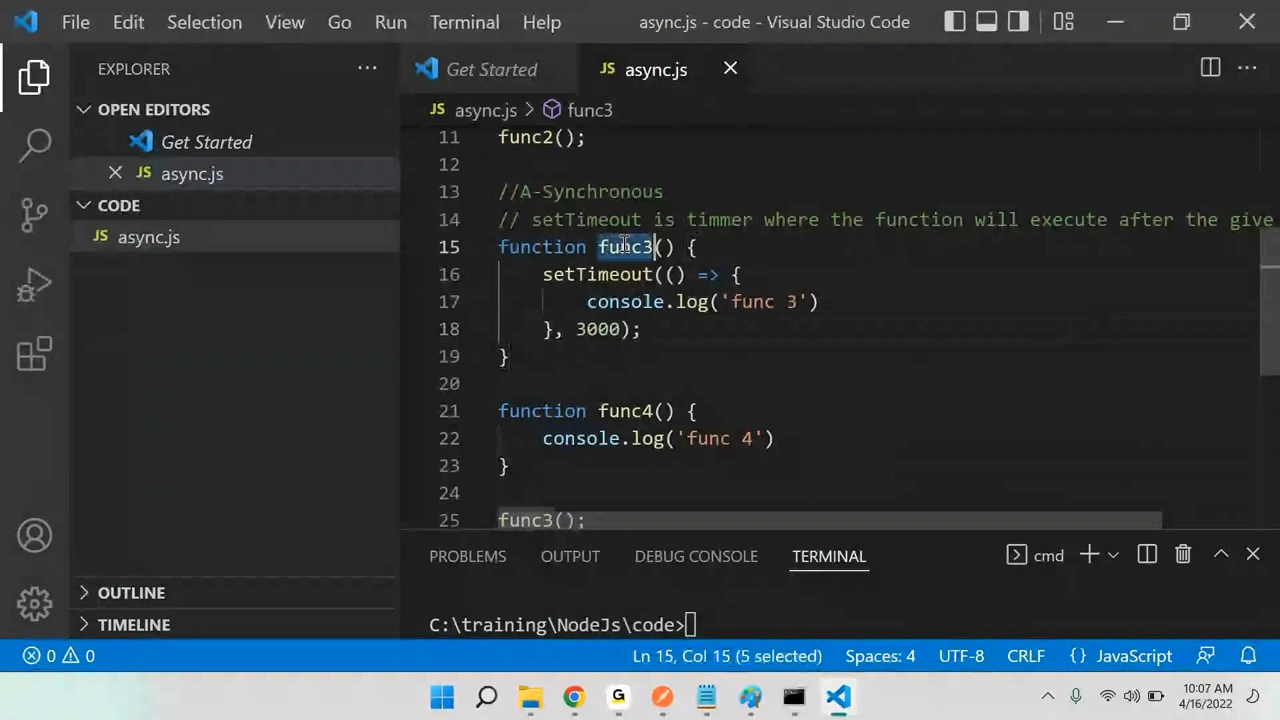 File Edit Selection View Go Run Terminal Help async.js - code - Visual Studio Code
EXPLORER
OPEN EDITORS
Get Started
JS async.js
CODE
JS async.js
OUTLINE
TIMELINE
Get Started JS async.js
JS async.js > func3
11 func2();
12
13 //A-Synchronous
14 // setTimeout is timmer where the function will execute after the give
15 function func3() {
16 setTimeout(() => {
17 console.log('func 3')
18 }, 3000);
19 }
20
21 function func4() {
22 console.log('func 4')
23 }
24
25 func3();
PROBLEMS OUTPUT DEBUG CONSOLE TERMINAL cmd
C:\training\NodeJs\code>
0 0 Ln 15, Col 15 (5 selected) Spaces: 4 UTF-8 CRLF {} JavaScript
G
10:07 AM
4/16/2022